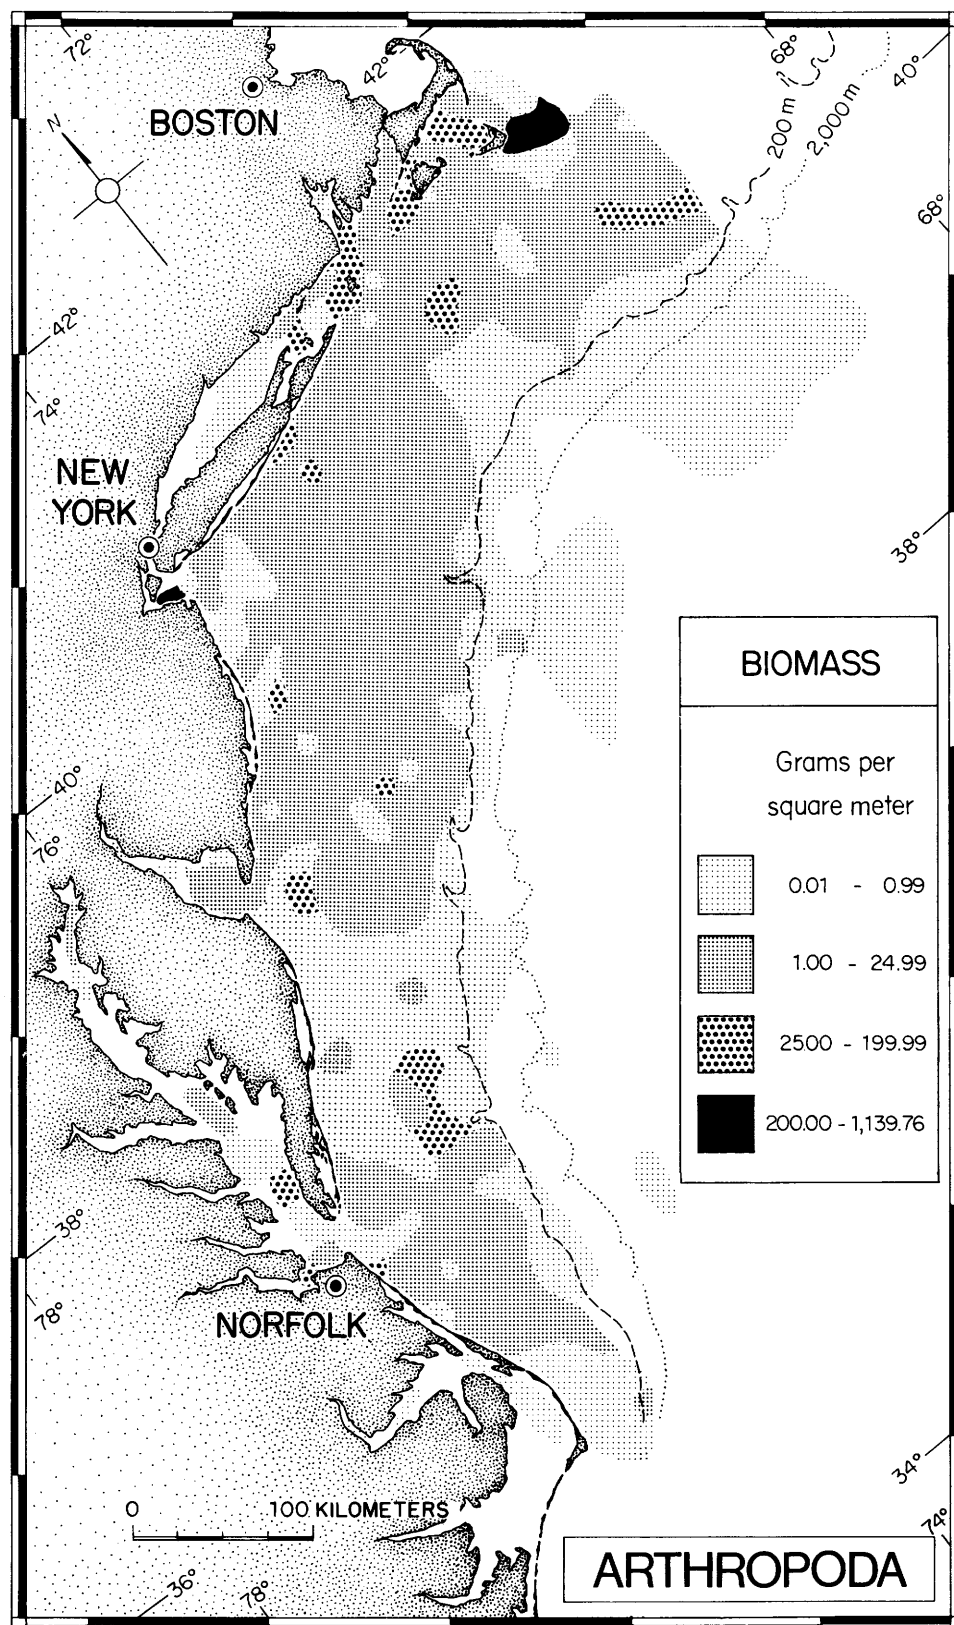 72°
42°
68°
40°
BOSTON
N
200 m
2,000 m
68°
42°
74°
NEW
YORK
38°
BIOMASS
Grams per
square meter
0.01 - 0.99
1.00 - 24.99
25.00 - 199.99
200.00 - 1,139.76
40°
76°
38°
78°
NORFOLK
34°
74°
0 100 KILOMETERS
36°
78°
ARTHROPODA